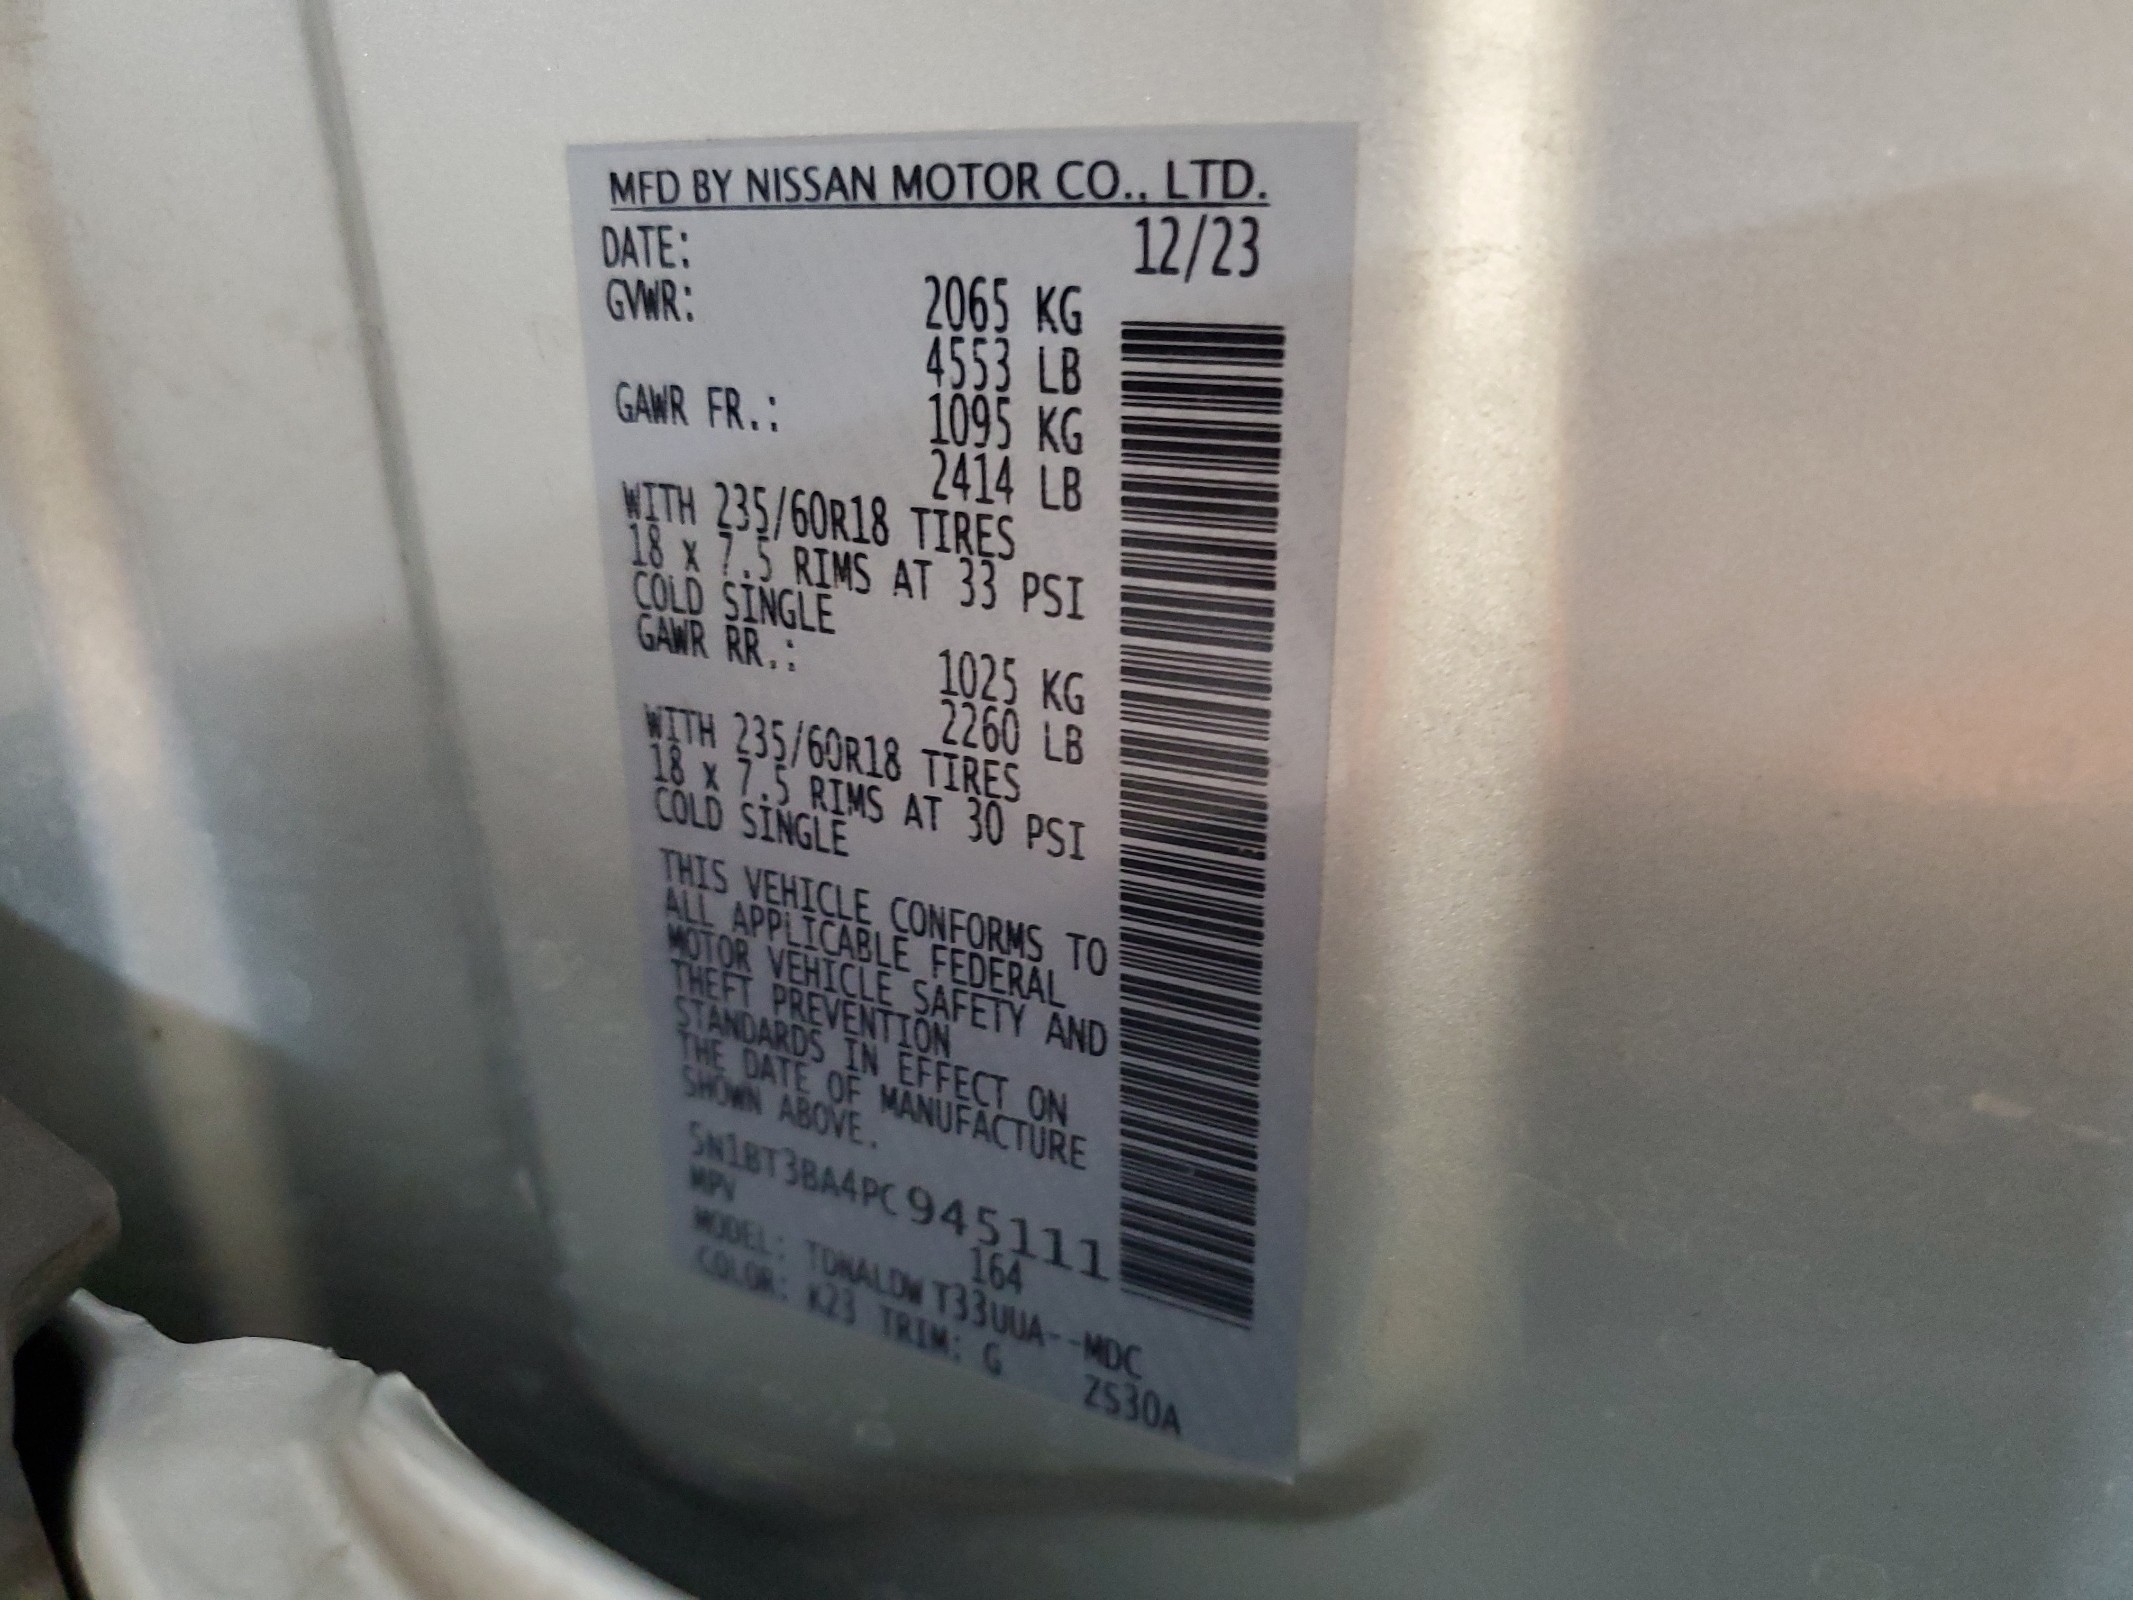 MFD BY NISSAN MOTOR CO., LTD.
DATE: 12/23
GVWR: 2065 KG
4553 LB
GAWR FR.: 1095 KG
2414 LB
WITH 235/60R18 TIRES
18 x 7.5 RIMS AT 33 PSI
COLD SINGLE
GAWR RR.: 1025 KG
2260 LB
WITH 235/60R18 TIRES
18 x 7.5 RIMS AT 30 PSI
COLD SINGLE
THIS VEHICLE CONFORMS TO
ALL APPLICABLE FEDERAL
MOTOR VEHICLE SAFETY AND
THEFT PREVENTION
STANDARDS IN EFFECT ON
THE DATE OF MANUFACTURE
SHOWN ABOVE.
5N1BT3BA4PC945111
MPV 164
MODEL: T33UUA--MDC
COLOR: K23 TRIM: G ZS30A